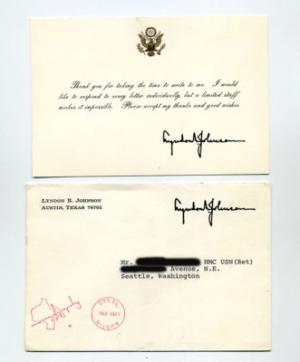 Thank you for taking the time to write to me. I would
like to respond to every letter individually, but a limited staff
makes it impossible. Please accept my thanks and good wishes.
Lyndon B Johnson
LYNDON B. JOHNSON
AUSTIN, TEXAS 78701
Lyndon B Johnson
Mr. HMC USN(Ret)
Avenue, N.E.
Seattle, Washington
AUSTIN